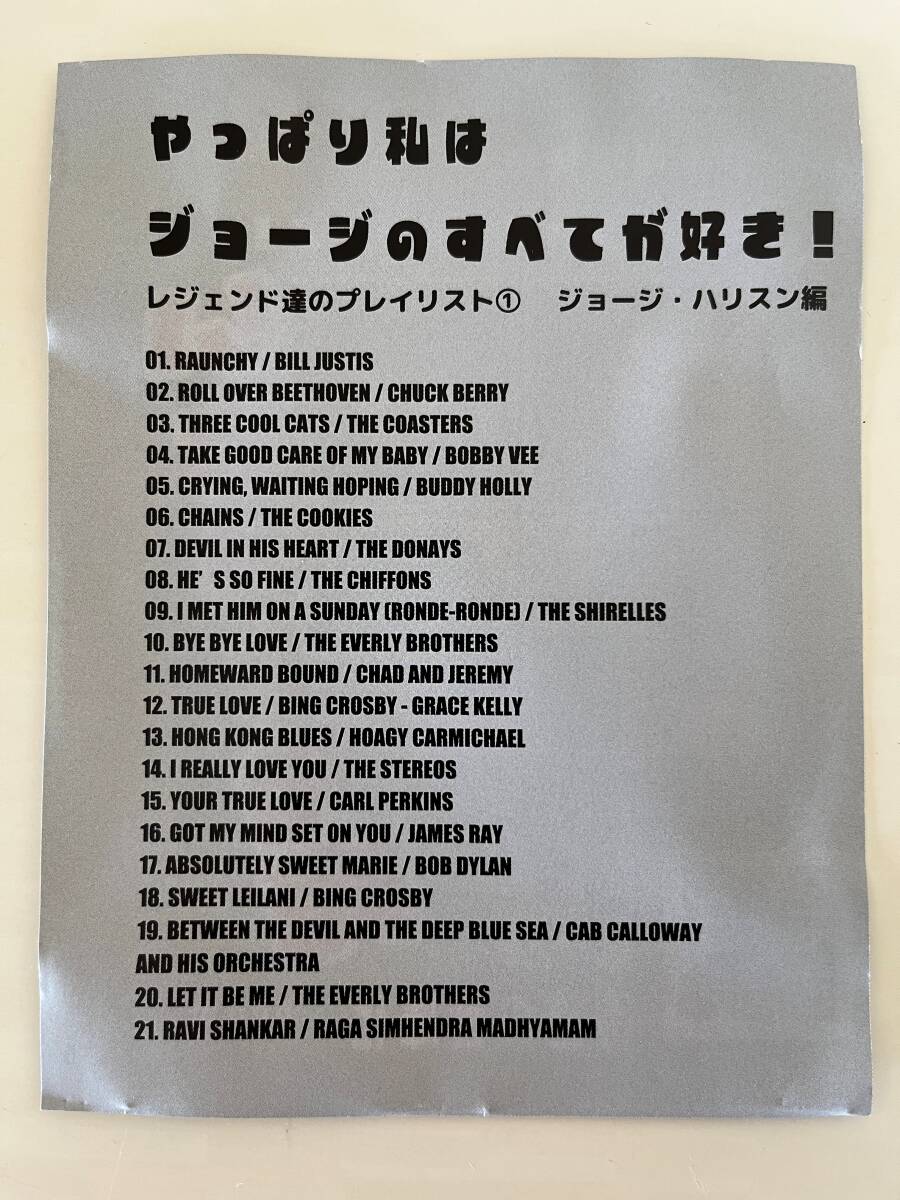 やっぱり私は
ジョージのすべてが好き!
レジェンド達のプレイリスト① ジョージ・ハリスン編
01. RAUNCHY / BILL JUSTIS
02. ROLL OVER BEETHOVEN / CHUCK BERRY
03. THREE COOL CATS / THE COASTERS
04. TAKE GOOD CARE OF MY BABY / BOBBY VEE
05. CRYING, WAITING HOPING / BUDDY HOLLY
06. CHAINS / THE COOKIES
07. DEVIL IN HIS HEART / THE DONAYS
08. HE’S SO FINE / THE CHIFFONS
09. I MET HIM ON A SUNDAY (RONDE-RONDE) / THE SHIRELLES
10. BYE BYE LOVE / THE EVERLY BROTHERS
11. HOMEWARD BOUND / CHAD AND JEREMY
12. TRUE LOVE / BING CROSBY - GRACE KELLY
13. HONG KONG BLUES / HOAGY CARMICHAEL
14. I REALLY LOVE YOU / THE STEREOS
15. YOUR TRUE LOVE / CARL PERKINS
16. GOT MY MIND SET ON YOU / JAMES RAY
17. ABSOLUTELY SWEET MARIE / BOB DYLAN
18. SWEET LEILANI / BING CROSBY
19. BETWEEN THE DEVIL AND THE DEEP BLUE SEA / CAB CALLOWAY
AND HIS ORCHESTRA
20. LET IT BE ME / THE EVERLY BROTHERS
21. RAVI SHANKAR / RAGA SIMHENDRA MADHYAMAM